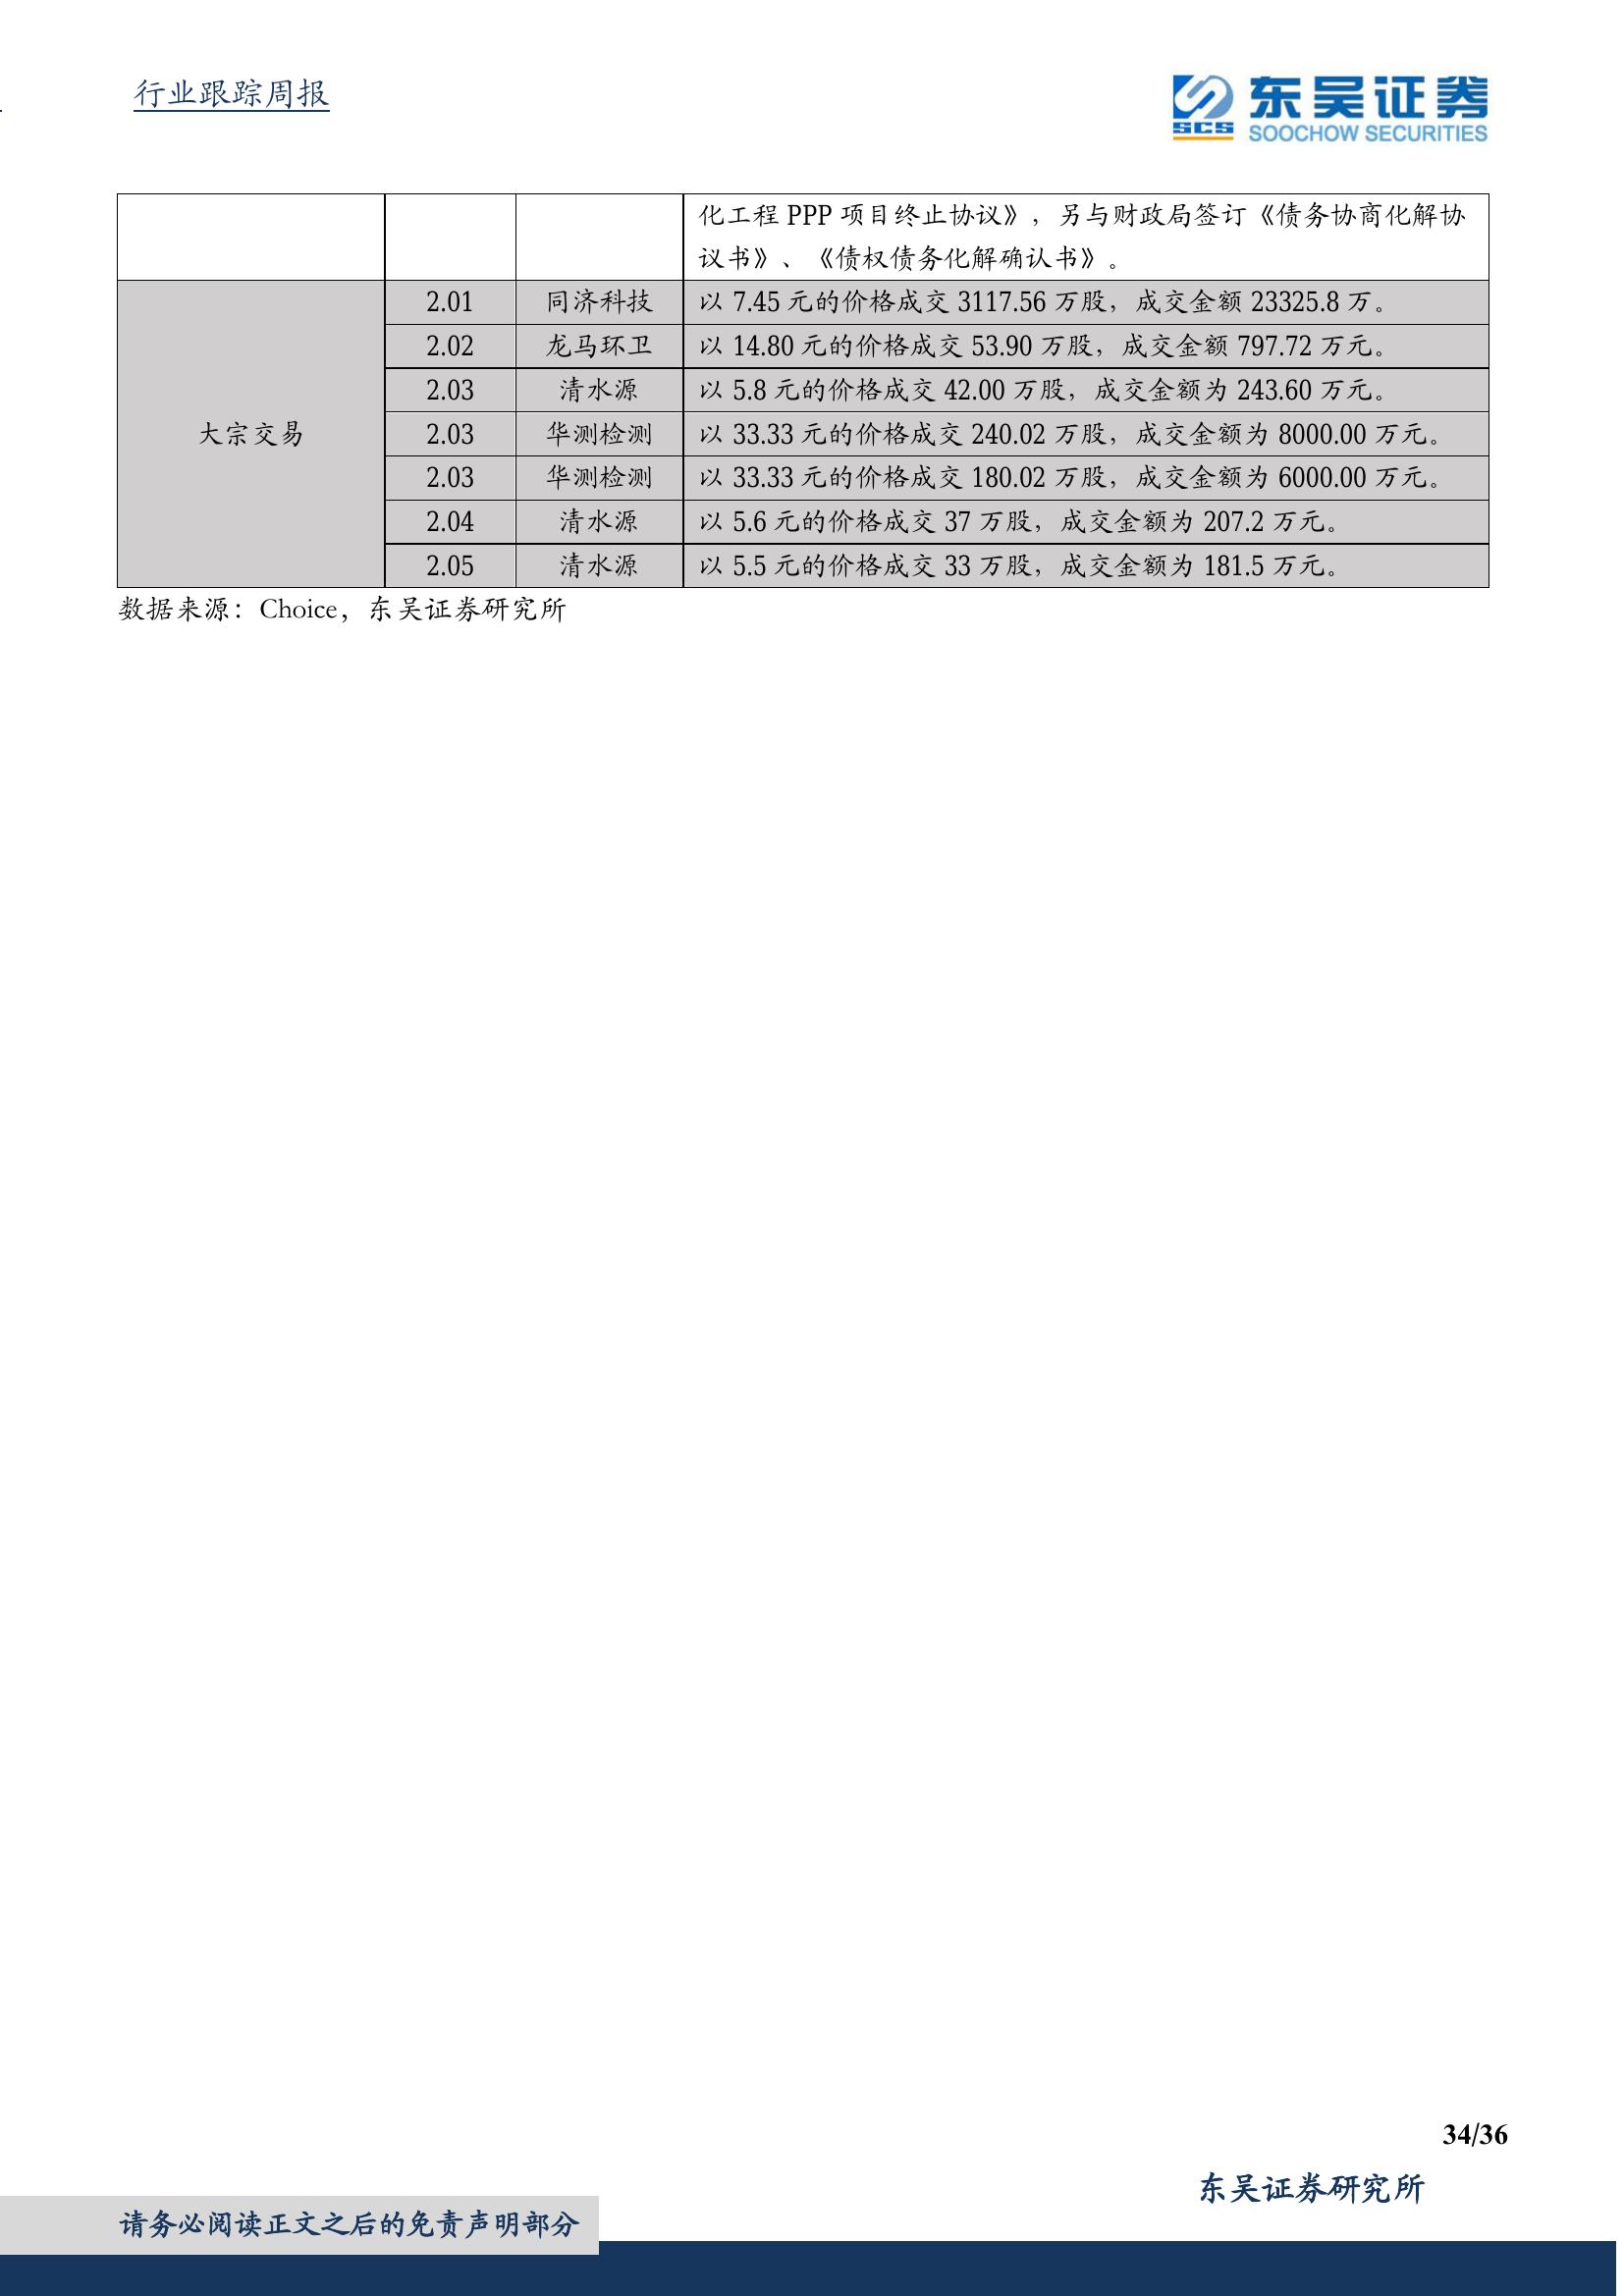 行业跟踪周报
SCS
东吴证券
SOOCHOW SECURITIES
化工程 PPP 项目终止协议》，另与财政局签订《债务协商化解协
议书》、《债权债务化解确认书》。
大宗交易
2.01 同济科技 以 7.45 元的价格成交 3117.56 万股，成交金额 23325.8 万。
2.02 龙马环卫 以 14.80 元的价格成交 53.90 万股，成交金额 797.72 万元。
2.03 清水源 以 5.8 元的价格成交 42.00 万股，成交金额为 243.60 万元。
2.03 华测检测 以 33.33 元的价格成交 240.02 万股，成交金额为 8000.00 万元。
2.03 华测检测 以 33.33 元的价格成交 180.02 万股，成交金额为 6000.00 万元。
2.04 清水源 以 5.6 元的价格成交 37 万股，成交金额为 207.2 万元。
2.05 清水源 以 5.5 元的价格成交 33 万股，成交金额为 181.5 万元。
数据来源：Choice，东吴证券研究所
34/36
东吴证券研究所
请务必阅读正文之后的免责声明部分